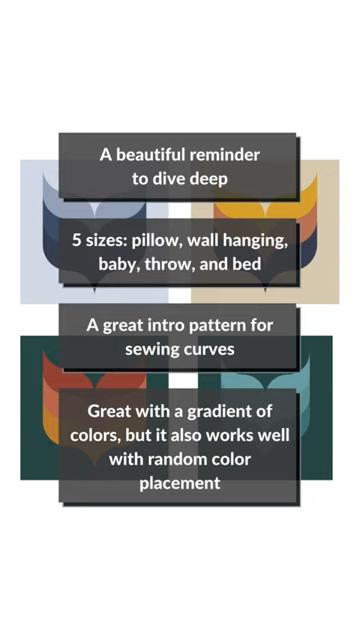 A beautiful reminder
to dive deep
5 sizes: pillow, wall hanging,
baby, throw, and bed
A great intro pattern for
sewing curves
Great with a gradient of
colors, but it also works well
with random color
placement